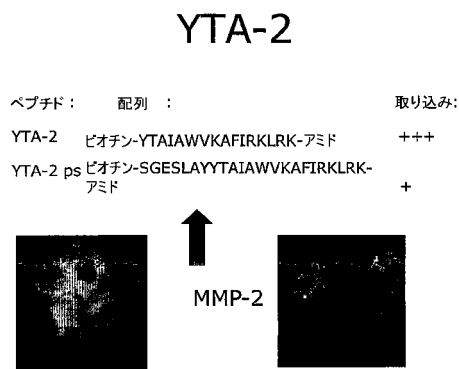 YTA-2
ペプチド： 配列 ： 取り込み:
YTA-2 ビオチン-YTAIAWVKAFIRKLRK-アミド +++
YTA-2 ps ビオチン-SGESLAYYTAIAWVKAFIRKLRK-
アミド +
MMP-2